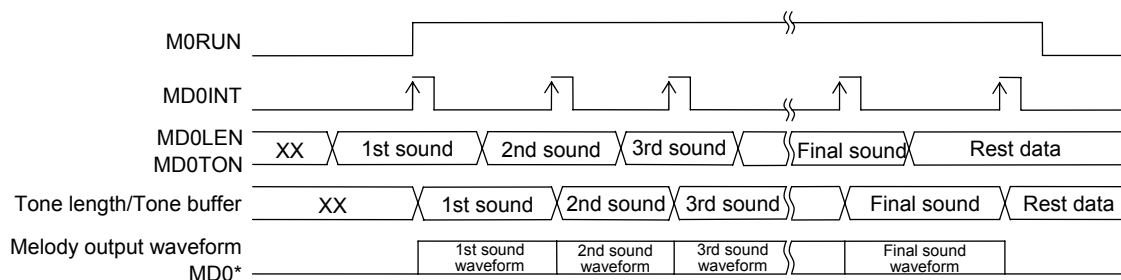 M0RUN
MD0INT
MD0LEN
MD0TON
XX 1st sound 2nd sound 3rd sound Final sound Rest data
Tone length/Tone buffer XX 1st sound 2nd sound 3rd sound Final sound Rest data
Melody output waveform
MD0*
1st sound waveform
2nd sound waveform
3rd sound waveform
Final sound waveform